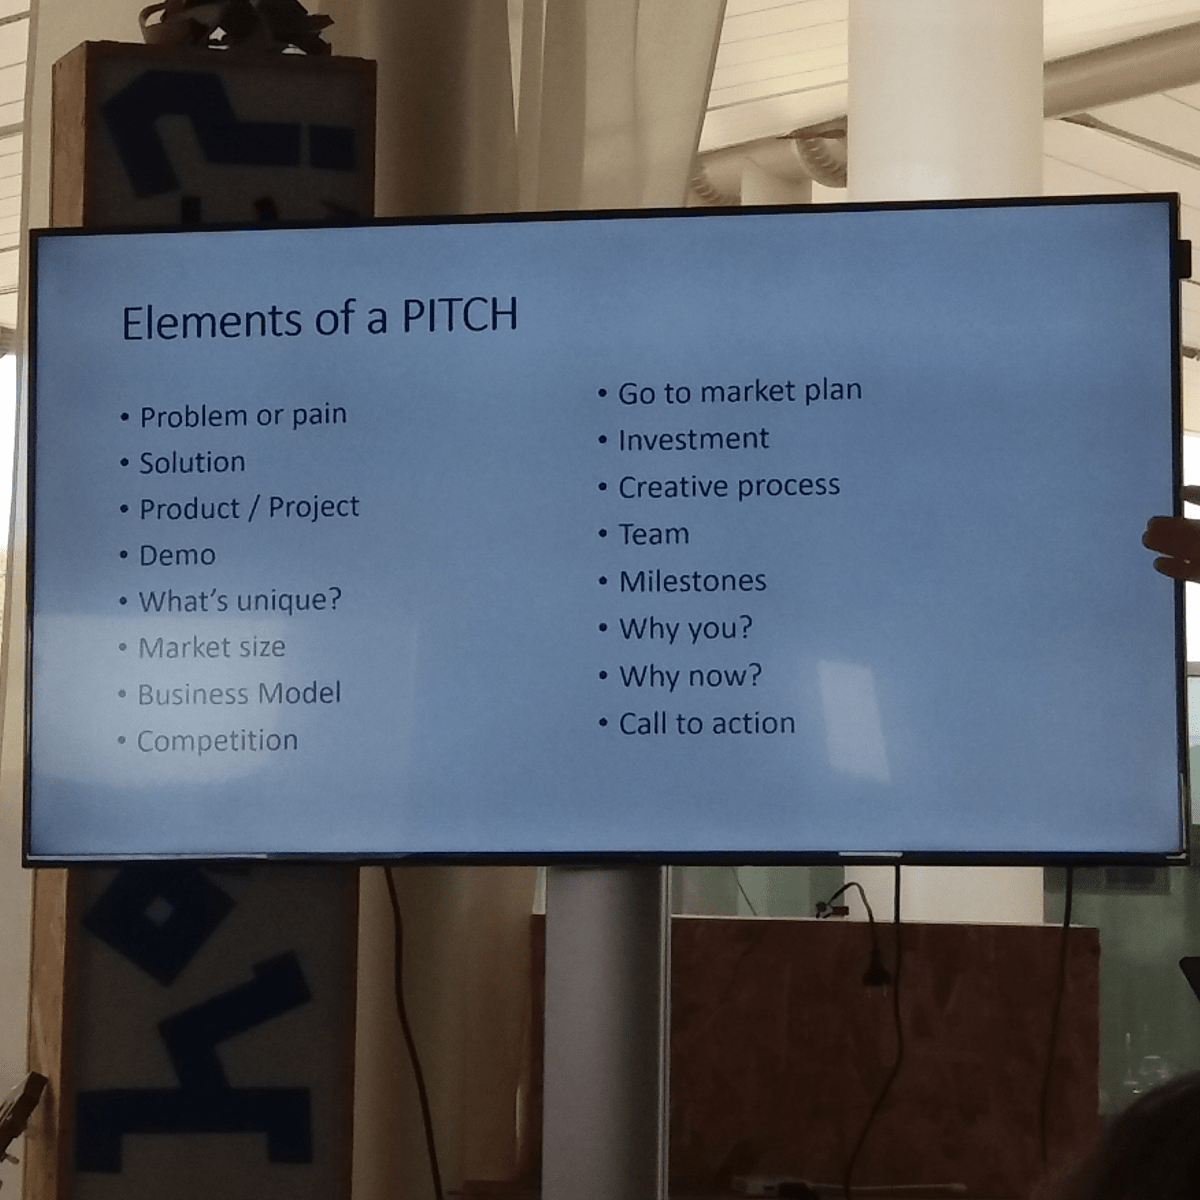 Elements of a PITCH
• Problem or pain
• Solution
• Product / Project
• Demo
• What's unique?
• Market size
• Business Model
• Competition
• Go to market plan
• Investment
• Creative process
• Team
• Milestones
• Why you?
• Why now?
• Call to action